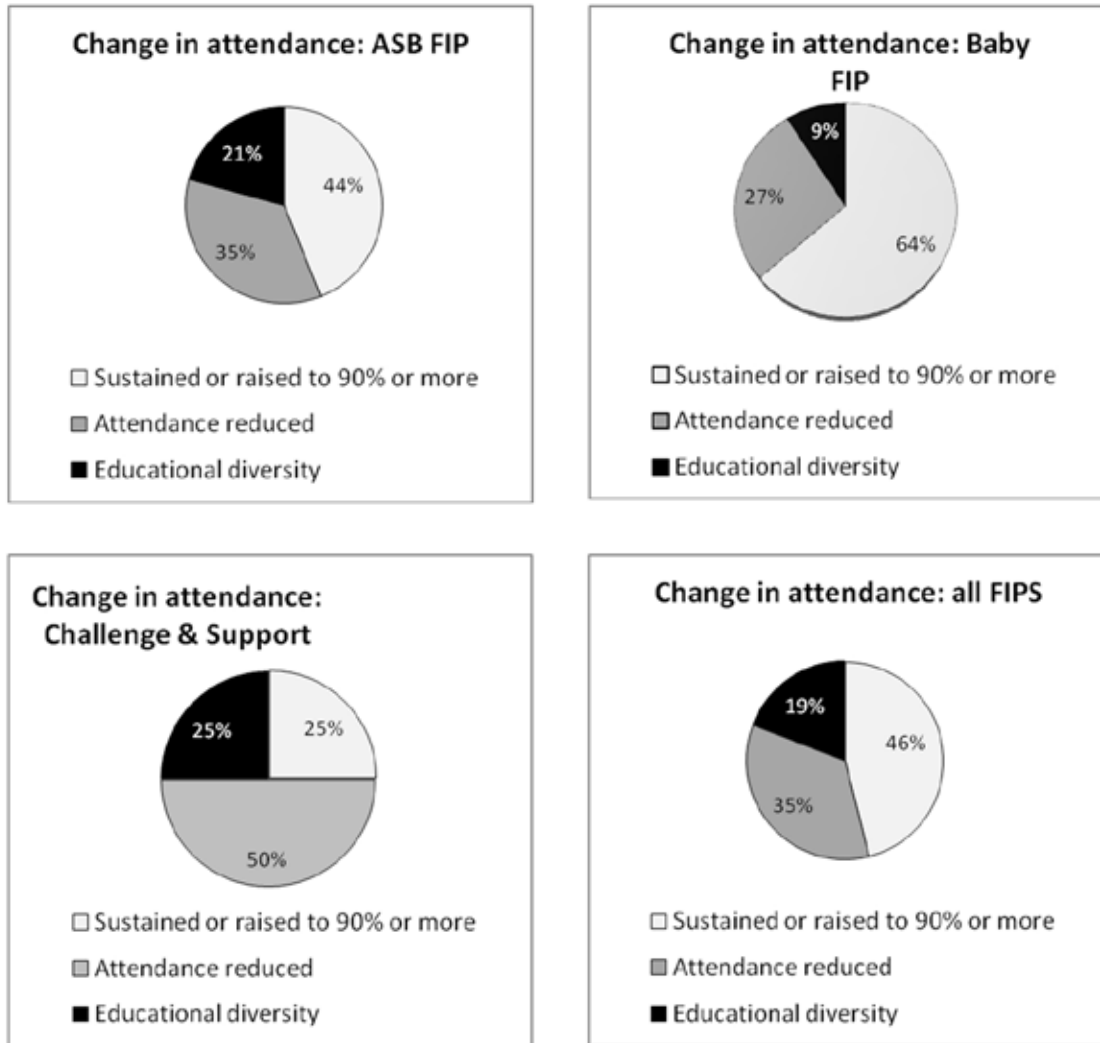 Change in attendance: ASB FIP
21%
44%
35%
Sustained or raised to 90% or more
Attendance reduced
Educational diversity
Change in attendance: Baby
FIP
9%
27%
64%
Sustained or raised to 90% or more
Attendance reduced
Educational diversity
Change in attendance:
Challenge & Support
25%
25%
50%
Sustained or raised to 90% or more
Attendance reduced
Educational diversity
Change in attendance: all FIPS
19%
46%
35%
Sustained or raised to 90% or more
Attendance reduced
Educational diversity